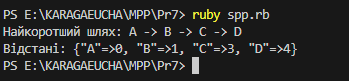 PS E:\KARAGAEUCHA\MPP\Pr7> ruby spp.rb
Найкоротший шлях: A -> B -> C -> D
Відстані: {"A"=>0, "B"=>1, "C"=>3, "D"=>4}
PS E:\KARAGAEUCHA\MPP\Pr7>